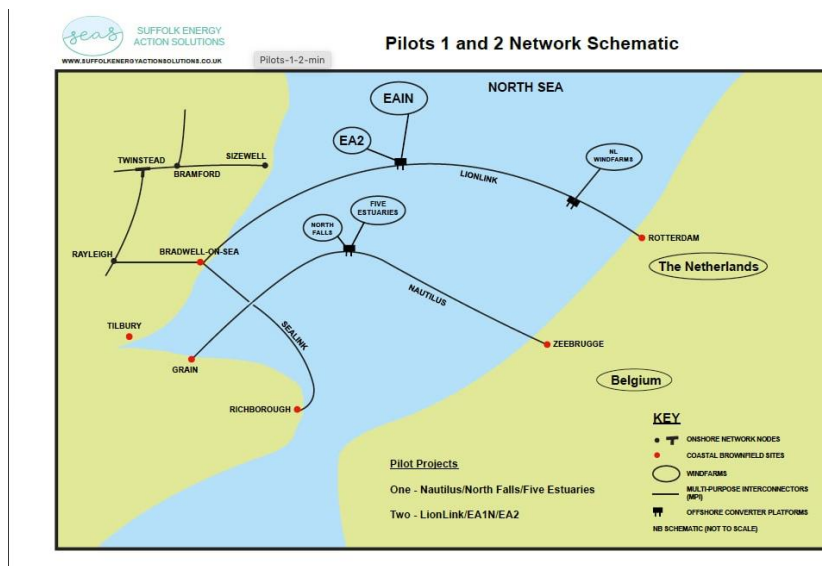 seas
SUFFOLK ENERGY
ACTION SOLUTIONS
WWW.SUFFOLKENERGYACTIONSOLUTIONS.CO.UK
Pilots-1-2-min
Pilots 1 and 2 Network Schematic
NORTH SEA
EAIN
EA2
NL
WINDFARMS
TWINSTEAD
SIZEWELL
BRAMFORD
LIONLINK
FIVE
ESTUARIES
NORTH
FALLS
RAYLEIGH
BRADWELL-ON-SEA
ROTTERDAM
The Netherlands
NAUTILUS
SEALINK
TILBURY
GRAIN
ZEEBRUGGE
Belgium
RICHBOROUGH
KEY
ONSHORE NETWORK NODES
COASTAL BROWNFIELD SITES
WINDFARMS
MULTI-PURPOSE INTERCONNECTORS
(MPI)
OFFSHORE CONVERTER PLATFORMS
NB SCHEMATIC (NOT TO SCALE)
Pilot Projects
One - Nautilus/North Falls/Five Estuaries
Two - LionLink/EA1N/EA2